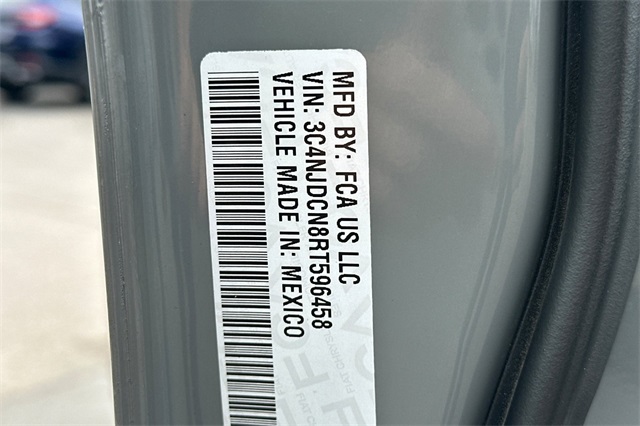 MFD BY: FCA US LLC
VIN: 3C4NJDCN8RT596458
VEHICLE MADE IN: MEXICO